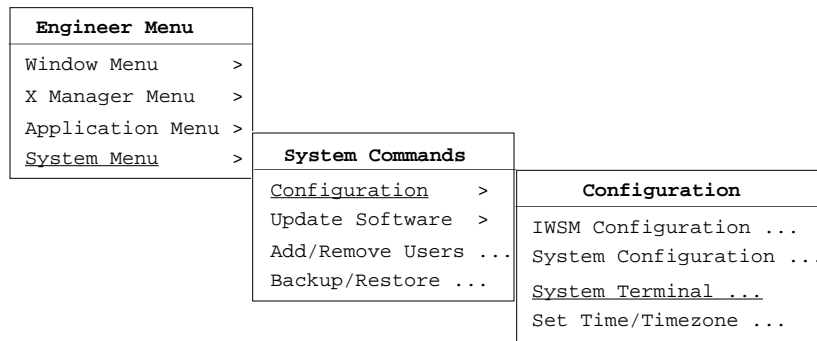 Engineer Menu
Window Menu >
X Manager Menu >
Application Menu >
System Menu >
System Commands
Configuration >
Update Software >
Add/Remove Users ...
Backup/Restore ...
Configuration
IWSM Configuration ...
System Configuration ...
System Terminal ...
Set Time/Timezone ...